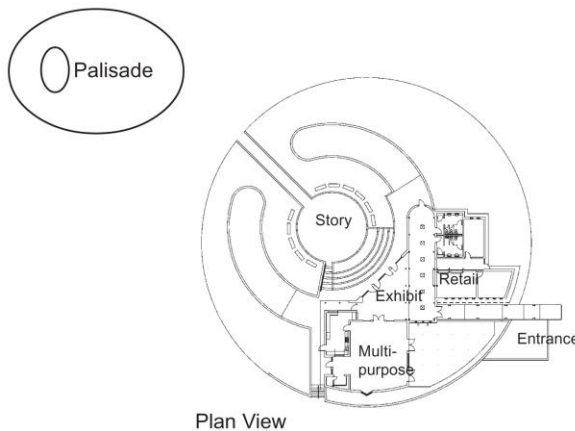 Palisade
Story
Retail
Exhibit
Entrance
Multi-
purpose
Plan View